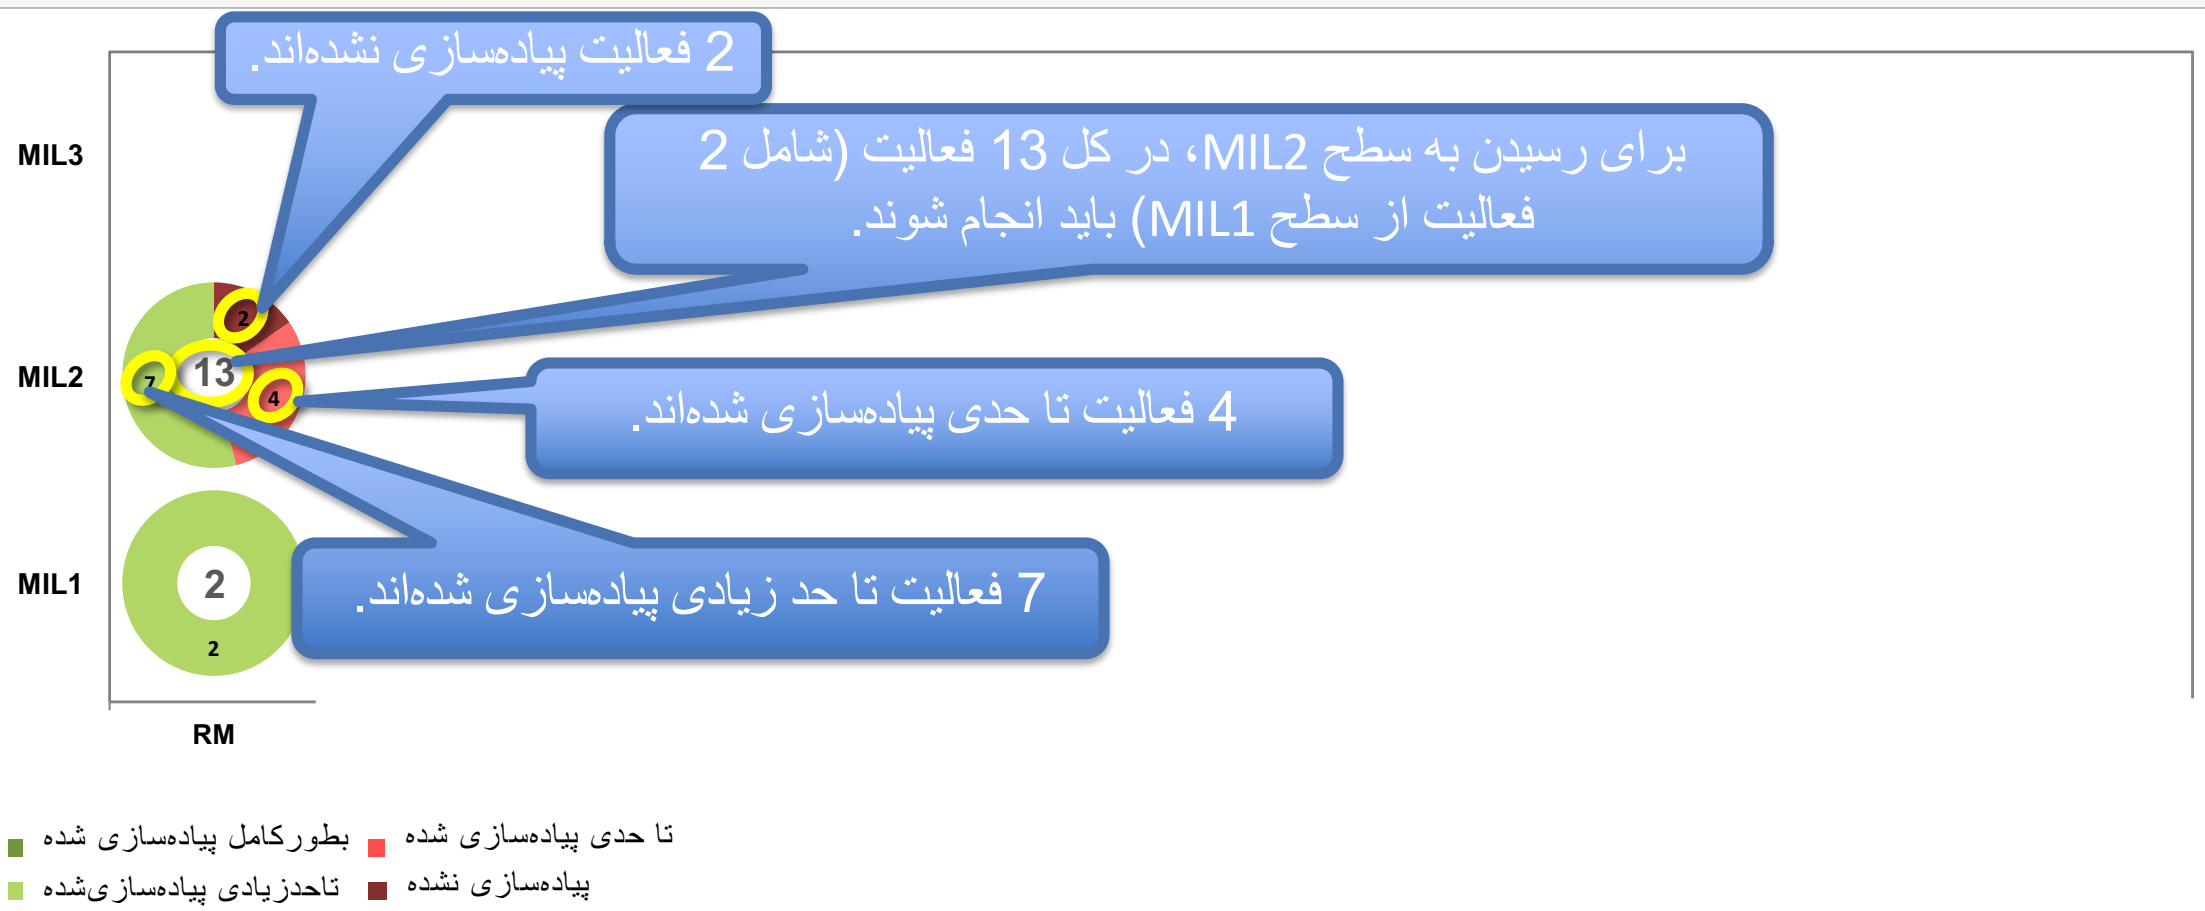 2 فعالیت پیاده‌سازی نشده‌اند.
برای رسیدن به سطح MIL2، در کل 13 فعالیت (شامل 2
فعالیت از سطح MIL1) باید انجام شوند.
MIL3
2
MIL2
7
13
4
4 فعالیت تا حدی پیاده‌سازی شده‌اند.
MIL1
2
2
7 فعالیت تا حد زیادی پیاده‌سازی شده‌اند.
RM
بطورکامل پیاده‌سازی شده
تا حدی پیاده‌سازی شده
تاحدزیادی پیاده‌سازی‌شده
پیاده‌سازی نشده